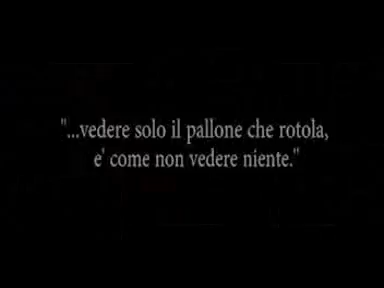 "...vedere solo il pallone che rotola,
e' come non vedere niente."